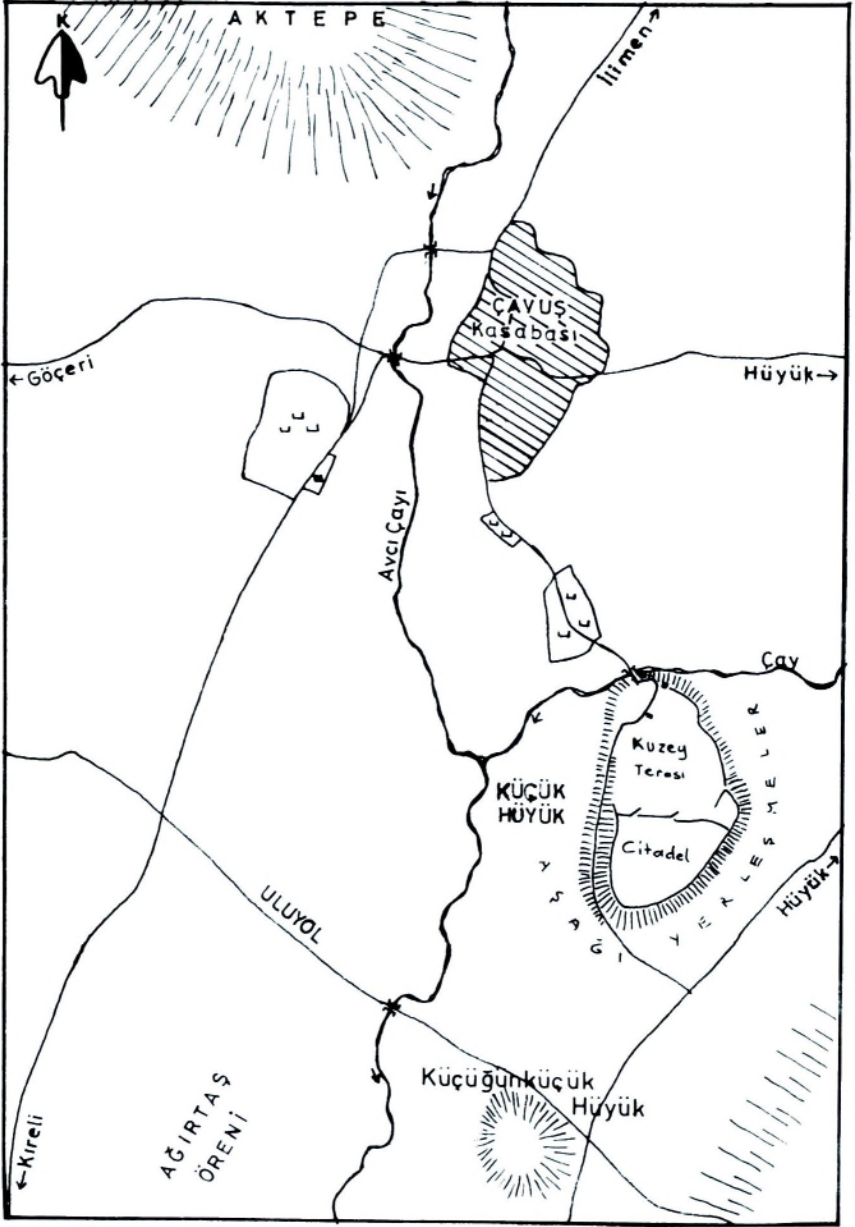 K
AKTEPE
Ilimen
ÇAVUŞ
Kasabası
←Göçeri
Hüyük→
Avcı Çayı
Çay
Kuzey
Terası
KÜÇÜK
HÜYÜK
Citadel
AŞAĞI YERLEŞMELER
Hüyük
ULUYOL
Küçüğünküçük
Hüyük
AĞIRTAŞ
ÖRENİ
←Kıreli